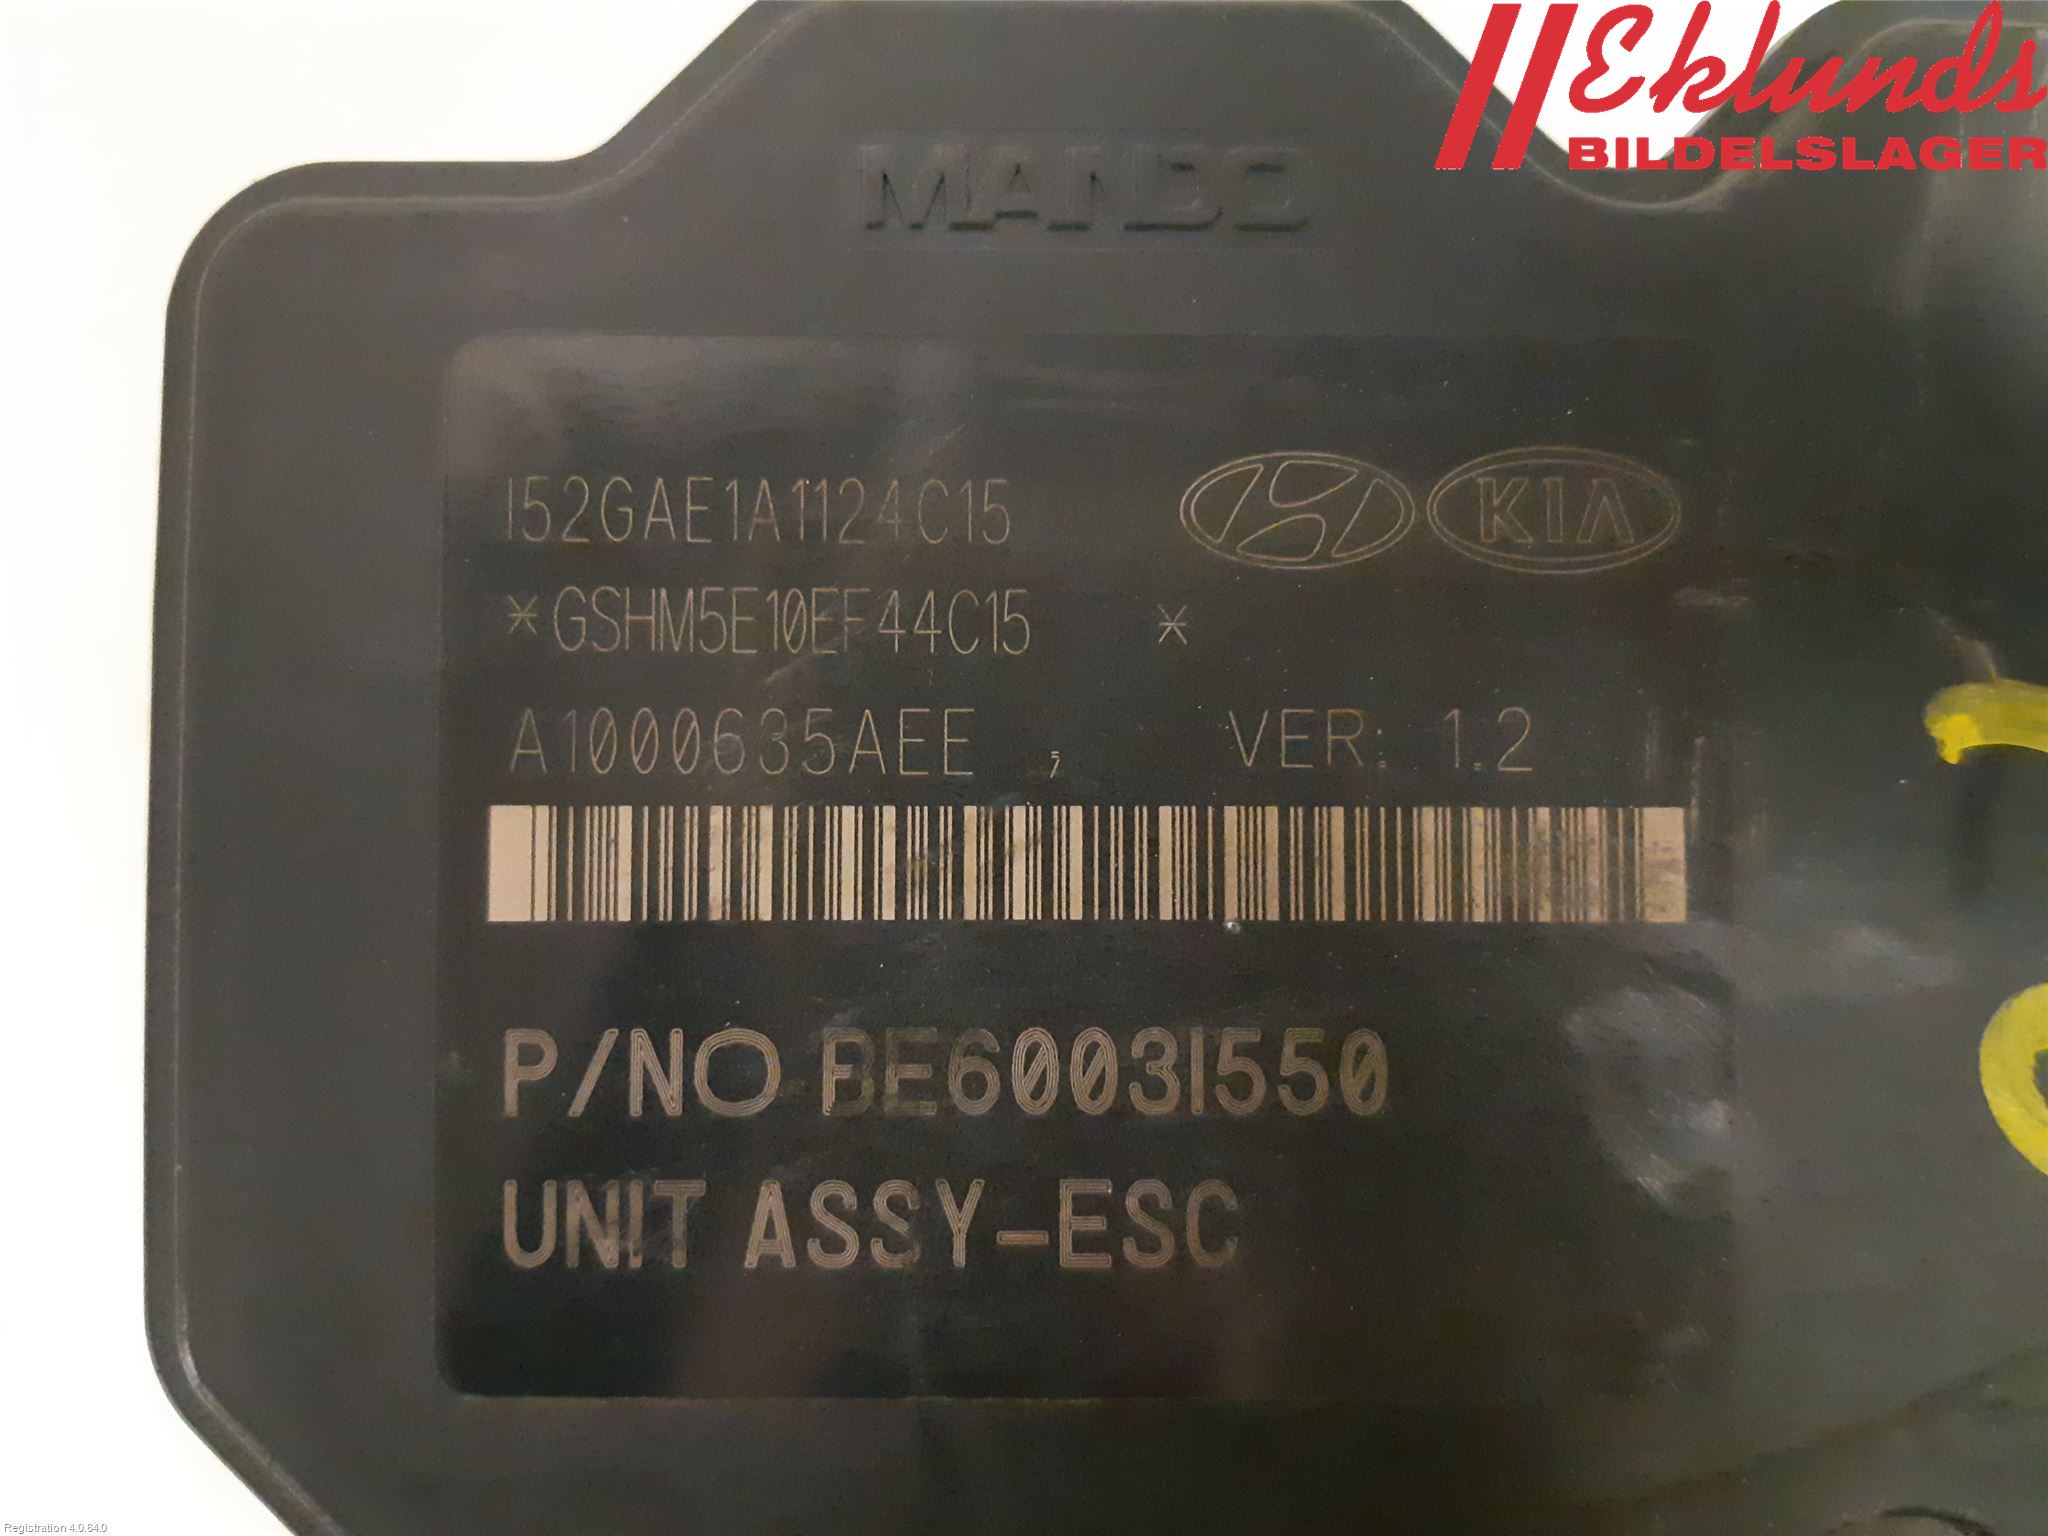 Eklunds
BILDELSLAGER
MANDO
I52GAE1A1124C15
KIA
*GSHM5E10EF44C15 *
A1000635AEE , VER: 1.2
P/NO BE6003I550
UNIT ASSY-ESC
Registration 4.0.64.0